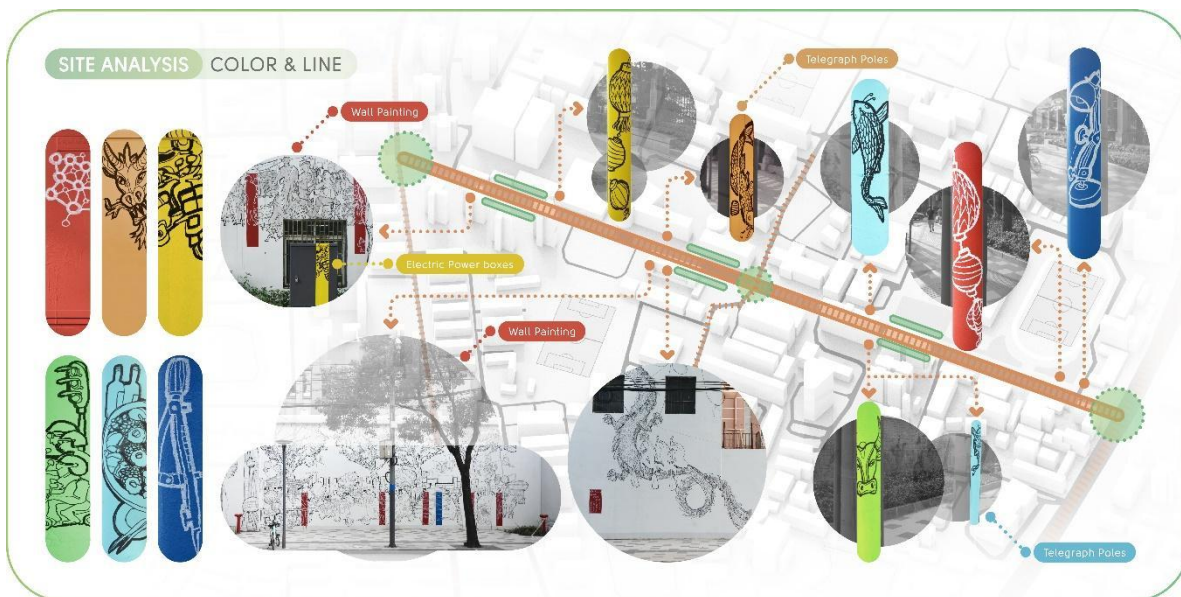 SITE ANALYSIS COLOR & LINE
Telegraph Poles
Wall Painting
Electric Power boxes
Wall Painting
Telegraph Poles